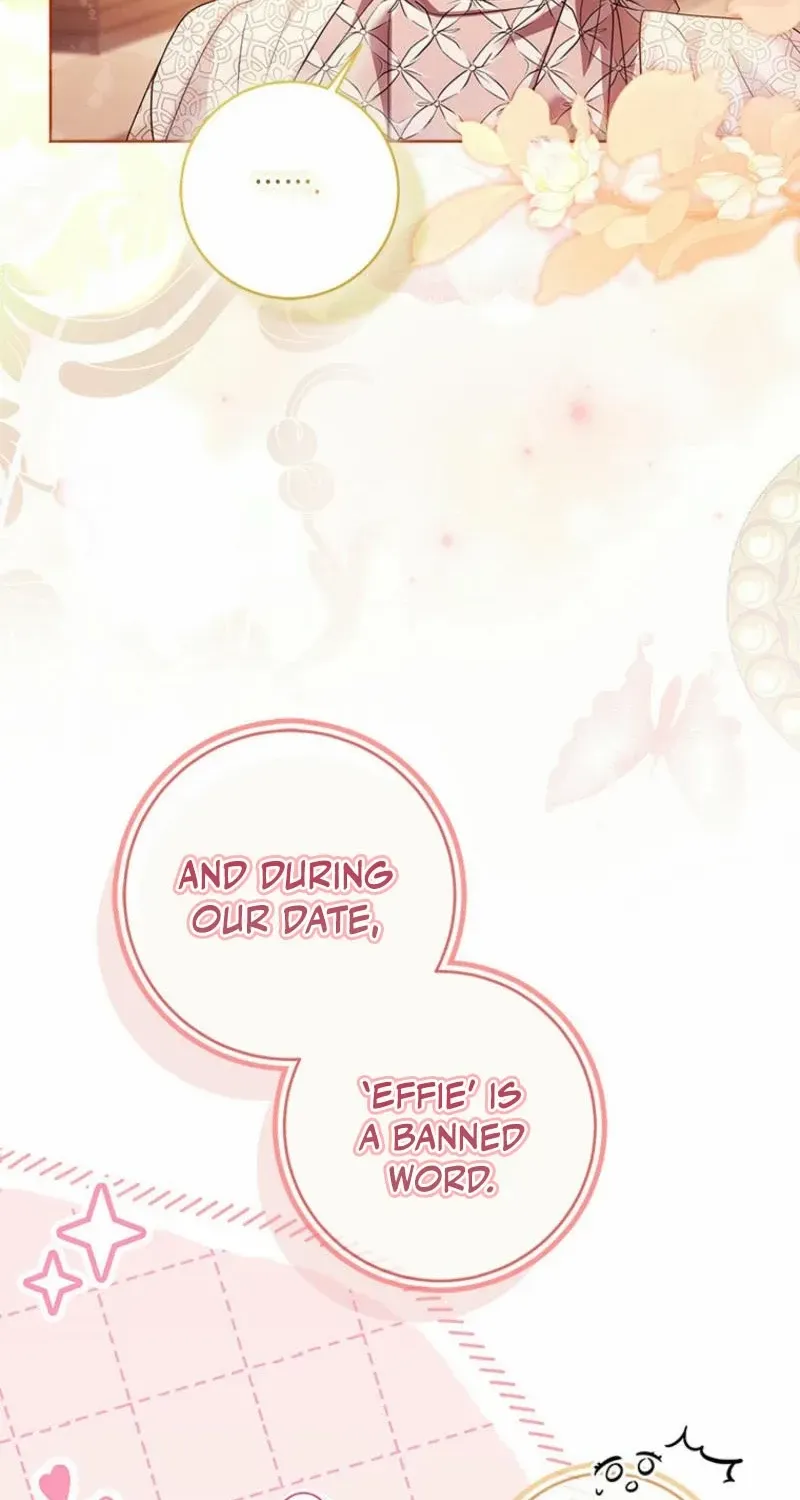 .......
AND DURING
OUR DATE,
'EFFIE' IS
A BANNED
WORD.